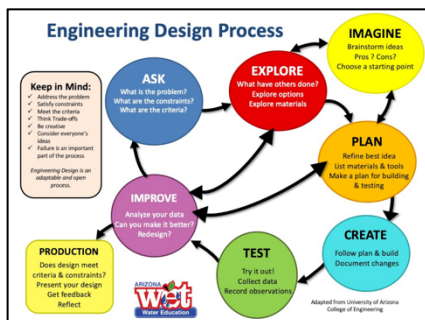 Engineering Design Process
IMAGINE
Brainstorm ideas
Pros ? Cons?
Choose a starting point
ASK
What is the problem?
What are the constraints?
What are the criteria?
EXPLORE
What have others done?
Explore options
Explore materials
Keep in Mind:
✓ Address the problem
✓ Satisfy constraints
✓ Meet the criteria
✓ Think Trade-offs
✓ Be creative
✓ Consider everyone's
ideas
✓ Failure is an important
part of the process
Engineering Design is an
adaptable and open
process.
PLAN
Refine best idea
List materials & tools
Make a plan for building
& testing
IMPROVE
Analyze your data
Can you make it better?
Redesign?
CREATE
Follow plan & build
Document changes
TEST
Try it out!
Collect data
Record observations
PRODUCTION
Does design meet
criteria & constraints?
Present your design
Get feedback
Reflect
ARIZONA
wet
Water Education
Adapted from University of Arizona
College of Engineering